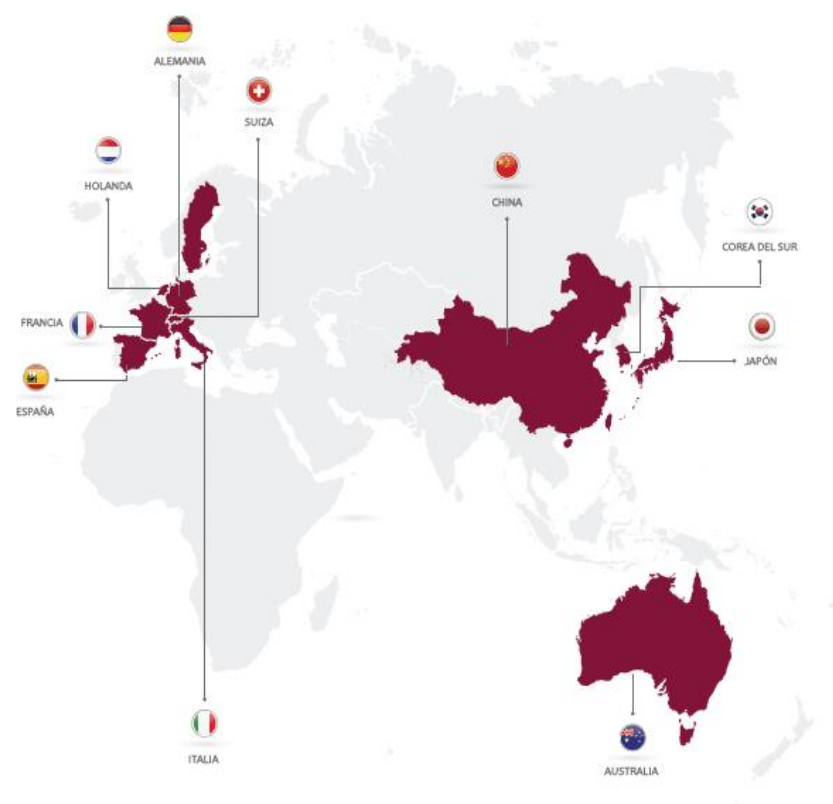 ALEMANIA
SUIZA
HOLANDA
CHINA
COREA DEL SUR
FRANCIA
JAPÓN
ESPAÑA
ITALIA
AUSTRALIA